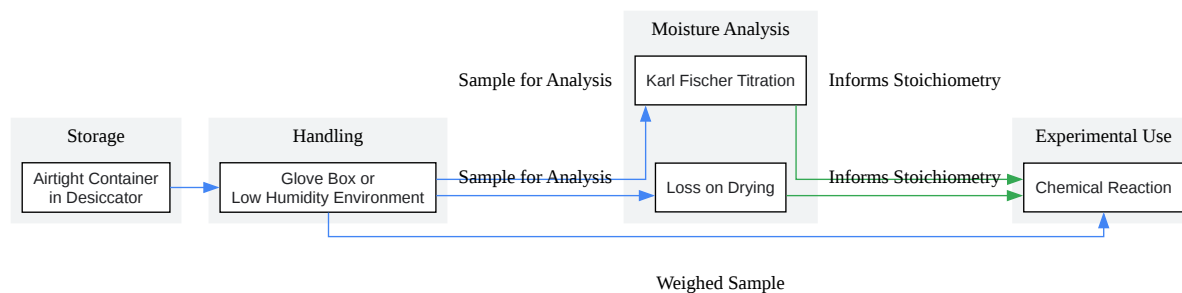 Moisture Analysis
Sample for Analysis
Karl Fischer Titration
Informs Stoichiometry
Storage
Handling
Experimental Use
Airtight Container
in Desiccator
Glove Box or
Low Humidity Environment
Sample for Analysis
Loss on Drying
Informs Stoichiometry
Chemical Reaction
Weighed Sample